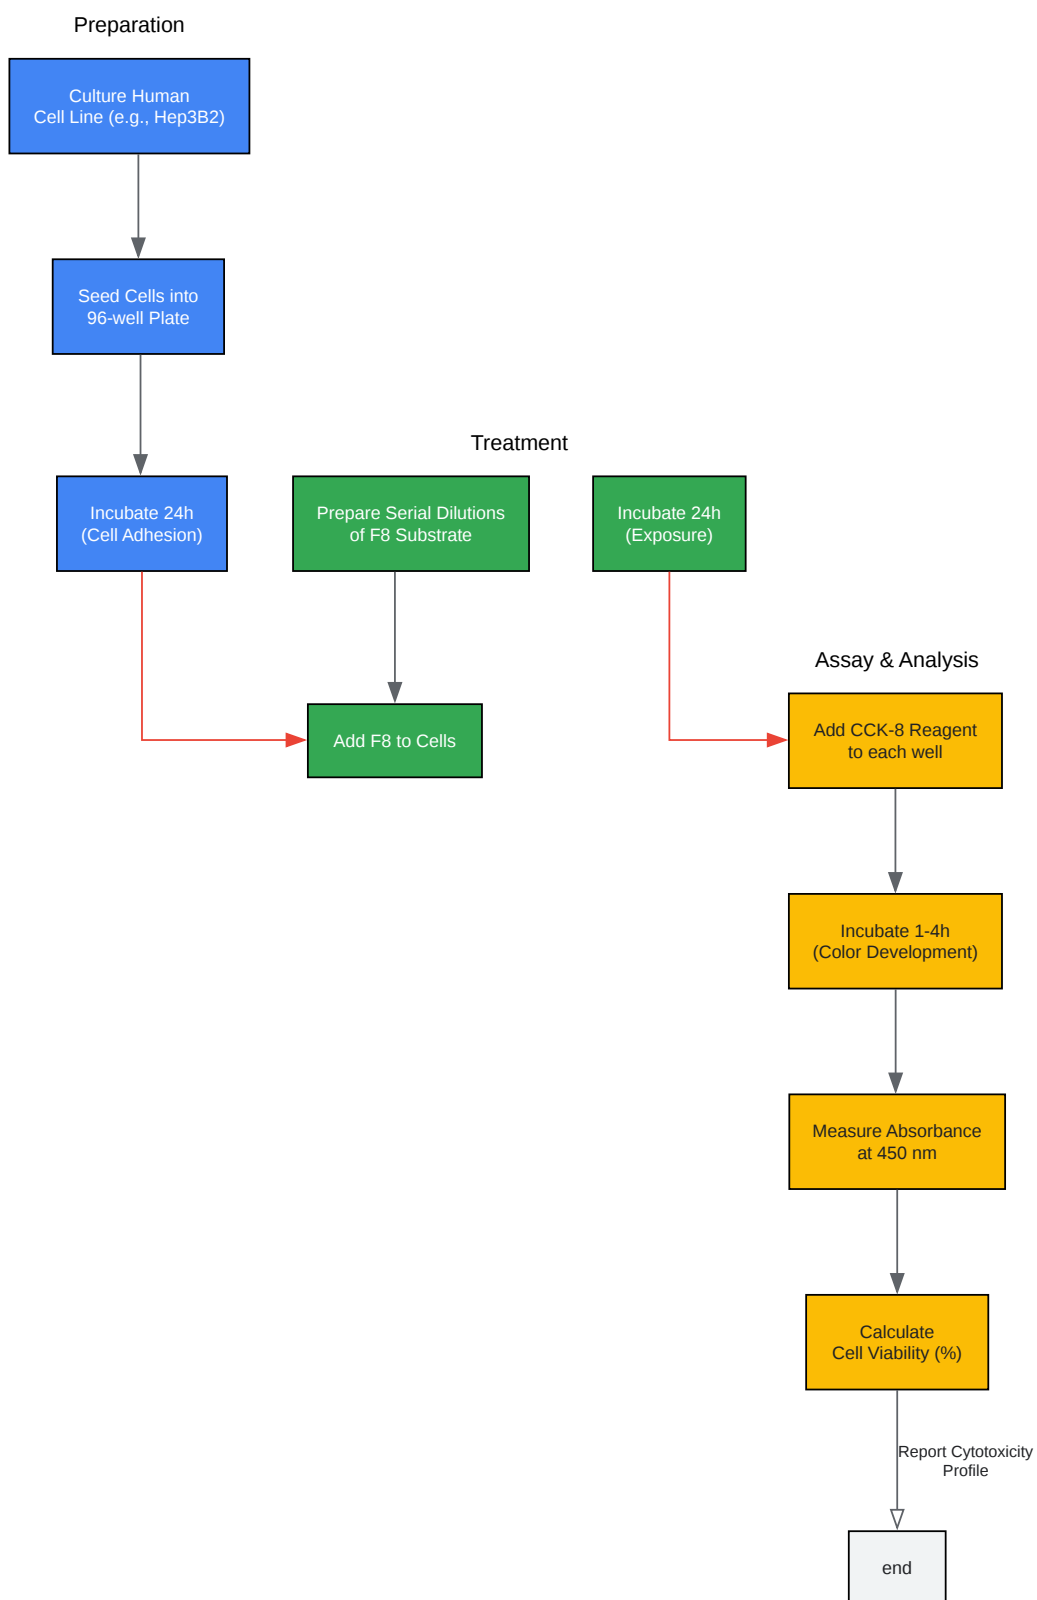 Preparation
Culture Human
Cell Line (e.g., Hep3B2)
Seed Cells into
96-well Plate
Treatment
Incubate 24h
(Cell Adhesion)
Prepare Serial Dilutions
of F8 Substrate
Incubate 24h
(Exposure)
Assay & Analysis
Add F8 to Cells
Add CCK-8 Reagent
to each well
Incubate 1-4h
(Color Development)
Measure Absorbance
at 450 nm
Calculate
Cell Viability (%)
Report Cytotoxicity
Profile
end